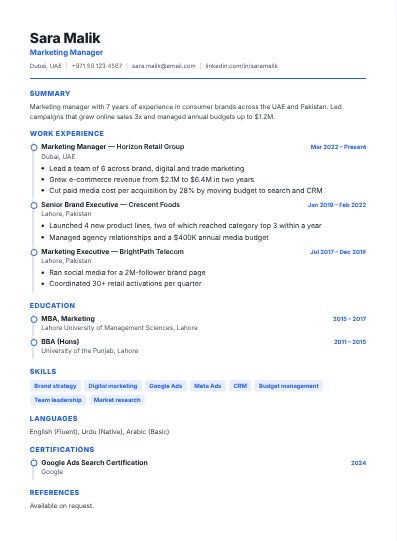 Sara Malik
Marketing Manager
Dubai, UAE | +971 50 123 4567 | sara.malik@email.com | linkedin.com/in/saramalik
SUMMARY
Marketing manager with 7 years of experience in consumer brands across the UAE and Pakistan. Led
campaigns that grew online sales 3x and managed annual budgets up to $1.2M.
WORK EXPERIENCE
Marketing Manager — Horizon Retail Group Mar 2022 – Present
Dubai, UAE
• Lead a team of 6 across brand, digital and trade marketing
• Grew e-commerce revenue from $2.1M to $6.4M in two years
• Cut paid media cost per acquisition by 28% by moving budget to search and CRM
Senior Brand Executive — Crescent Foods Jan 2019 – Feb 2022
Lahore, Pakistan
• Launched 4 new product lines, two of which reached category top 3 within a year
• Managed agency relationships and a $400K annual media budget
Marketing Executive — BrightPath Telecom Jul 2017 – Dec 2018
Lahore, Pakistan
• Ran social media for a 2M-follower brand page
• Coordinated 30+ retail activations per quarter
EDUCATION
MBA, Marketing 2015 – 2017
Lahore University of Management Sciences, Lahore
BBA (Hons) 2011 – 2015
University of the Punjab, Lahore
SKILLS
Brand strategy Digital marketing Google Ads Meta Ads CRM Budget management
Team leadership Market research
LANGUAGES
English (Fluent), Urdu (Native), Arabic (Basic)
CERTIFICATIONS
Google Ads Search Certification 2024
Google
REFERENCES
Available on request.